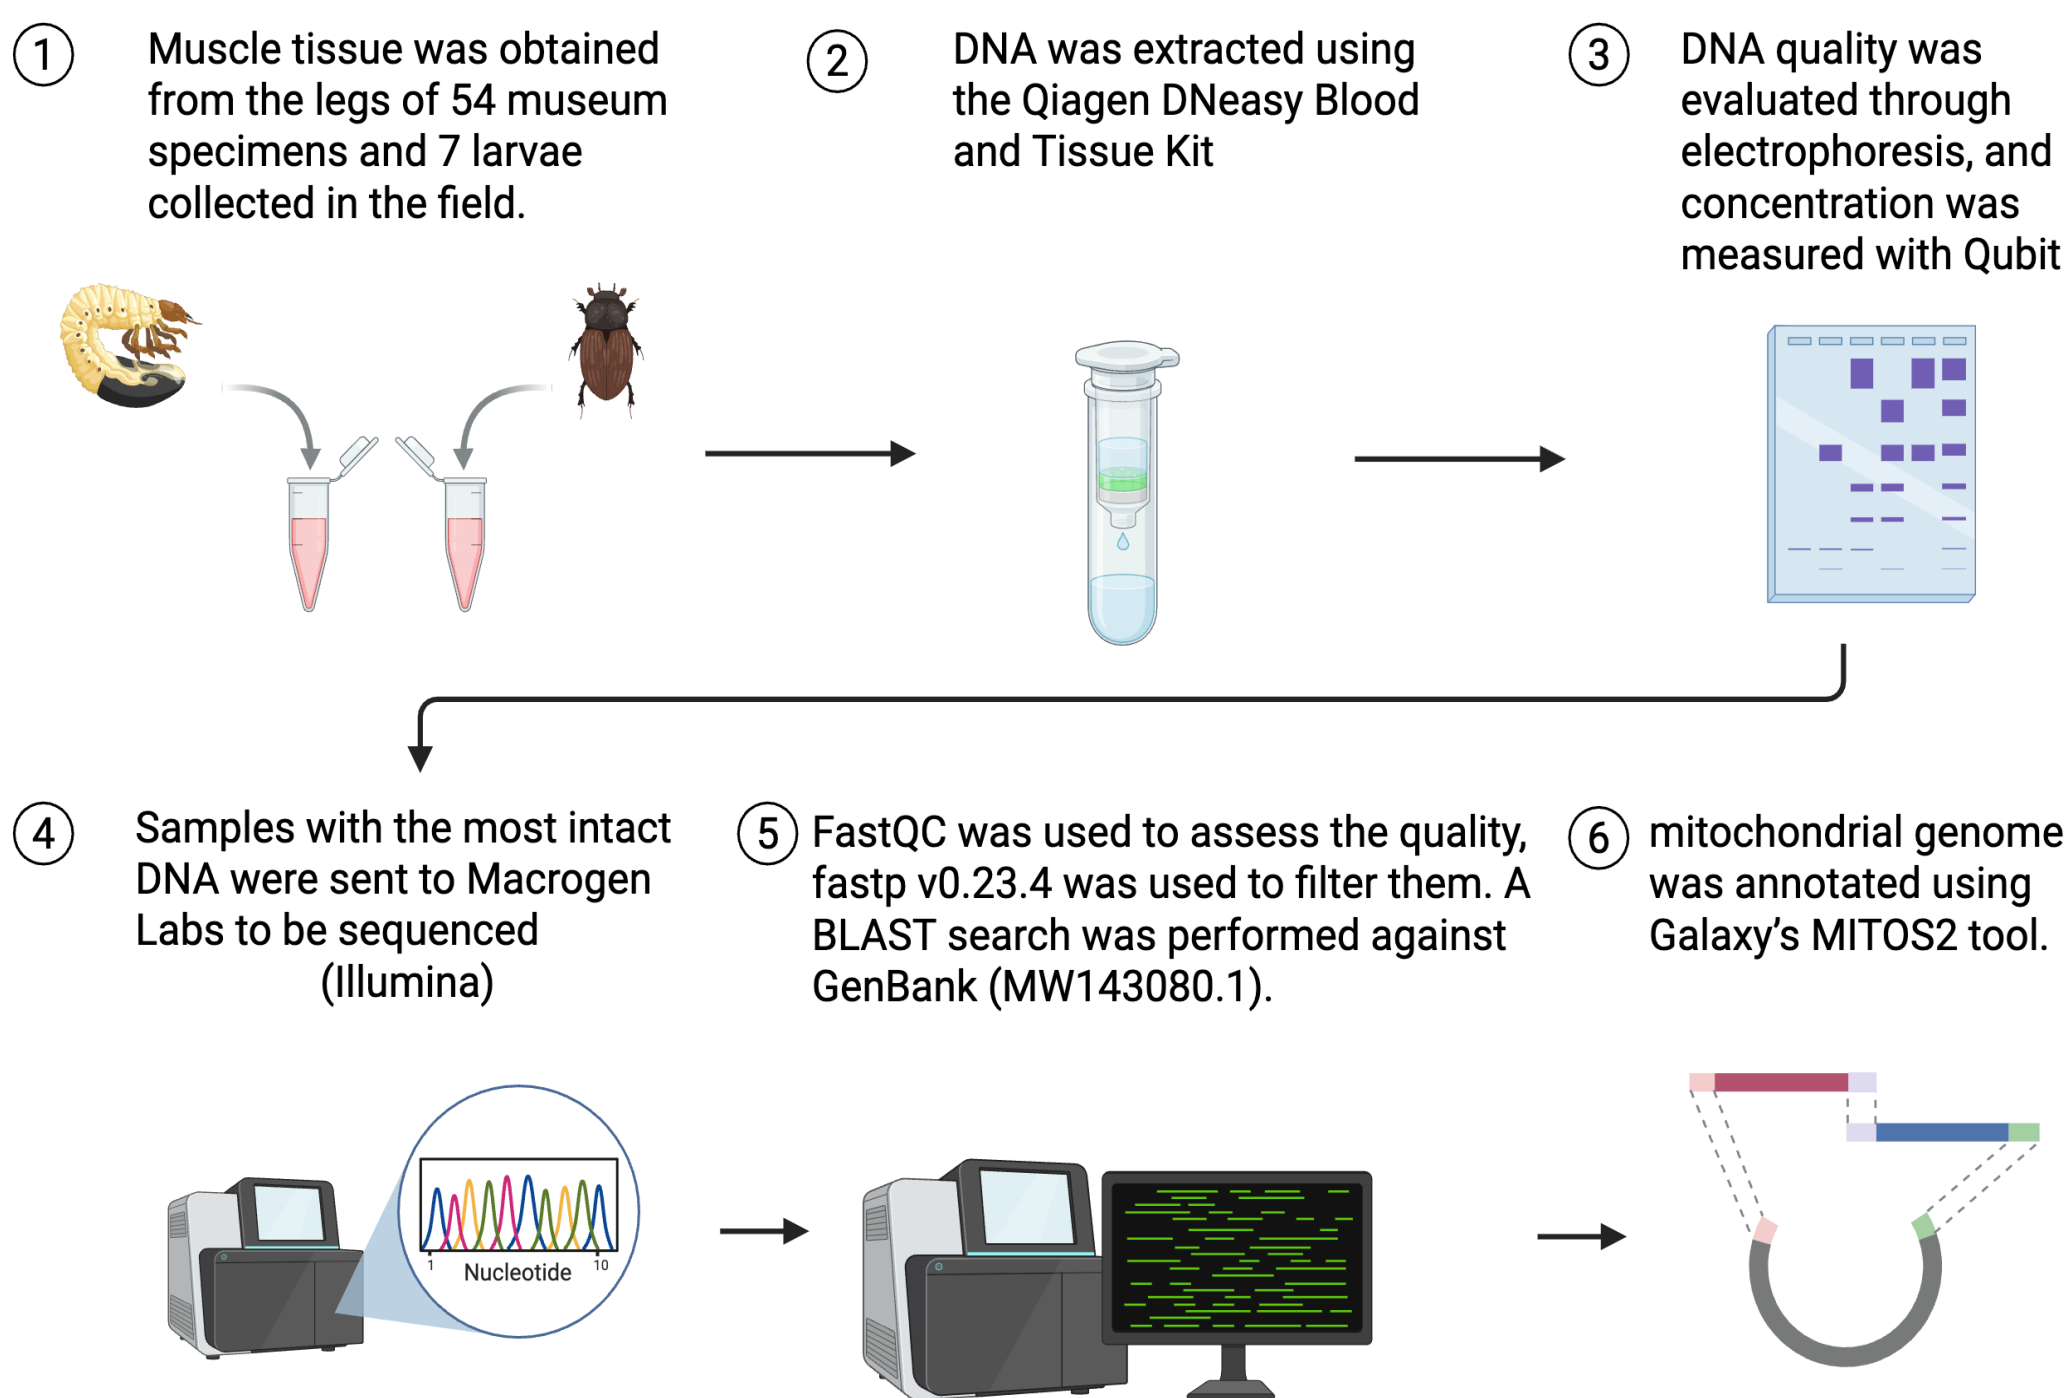 1
Muscle tissue was obtained
from the legs of 54 museum
specimens and 7 larvae
collected in the field.
2
DNA was extracted using
the Qiagen DNeasy Blood
and Tissue Kit
3
DNA quality was
evaluated through
electrophoresis, and
concentration was
measured with Qubit
4
Samples with the most intact
DNA were sent to Macrogen
Labs to be sequenced
(Illumina)
1
10
Nucleotide
5
FastQC was used to assess the quality,
fastp v0.23.4 was used to filter them. A
BLAST search was performed against
GenBank (MW143080.1).
6
mitochondrial genome
was annotated using
Galaxy’s MITOS2 tool.